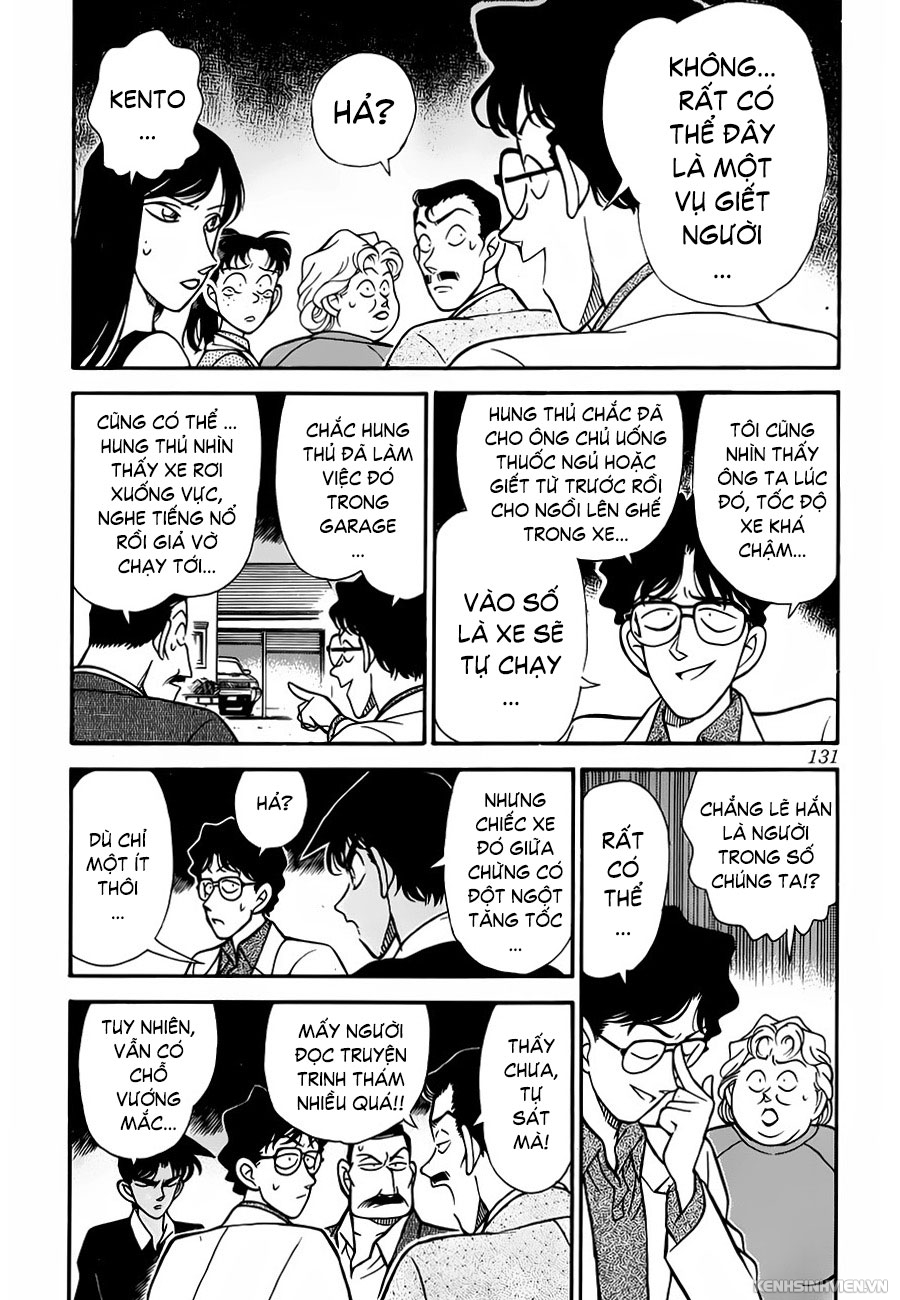 KHÔNG...
RẤT CÓ
THỂ ĐÂY
LÀ MỘT
VỤ GIẾT
NGƯỜI
...
HẢ?
KENTO
...
TÔI CŨNG
NHÌN THẤY
ÔNG TA LÚC
ĐÓ, TỐC ĐỘ
XE KHÁ
CHẬM...
HUNG THỦ CHẮC ĐÃ
CHO ÔNG CHỦ UỐNG
THUỐC NGỦ HOẶC
GIẾT TỪ TRƯỚC RỒI
CHO NGỒI LÊN GHẾ
TRONG XE...
VÀO SỐ
LÀ XE SẼ
TỰ CHẠY
...
CHẮC HUNG
THỦ ĐÃ LÀM
VIỆC ĐÓ
TRONG
GARAGE
...
CŨNG CÓ THỂ ...
HUNG THỦ NHÌN
THẤY XE RƠI
XUỐNG VỰC,
NGHE TIẾNG NỔ
RỒI GIẢ VỜ
CHẠY TỚI...
131
CHẲNG LẼ HẮN
LÀ NGƯỜI
TRONG SỐ
CHÚNG TA!?
RẤT
CÓ
THỂ
...
NHƯNG
CHIẾC XE
ĐÓ GIỮA
CHỪNG CÓ
ĐỘT NGỘT
TĂNG TỐC
...
HẢ?
DÙ CHỈ
MỘT ÍT
THÔI
...
THẤY
CHƯA,
TỰ
SÁT
MÀ!
MẤY NGƯỜI
ĐỌC TRUYỆN
TRINH THÁM
NHIỀU QUÁ!!
TUY NHIÊN,
VẪN CÓ
CHỖ
VƯỚNG
MẮC...
KENHSINHVIEN.VN